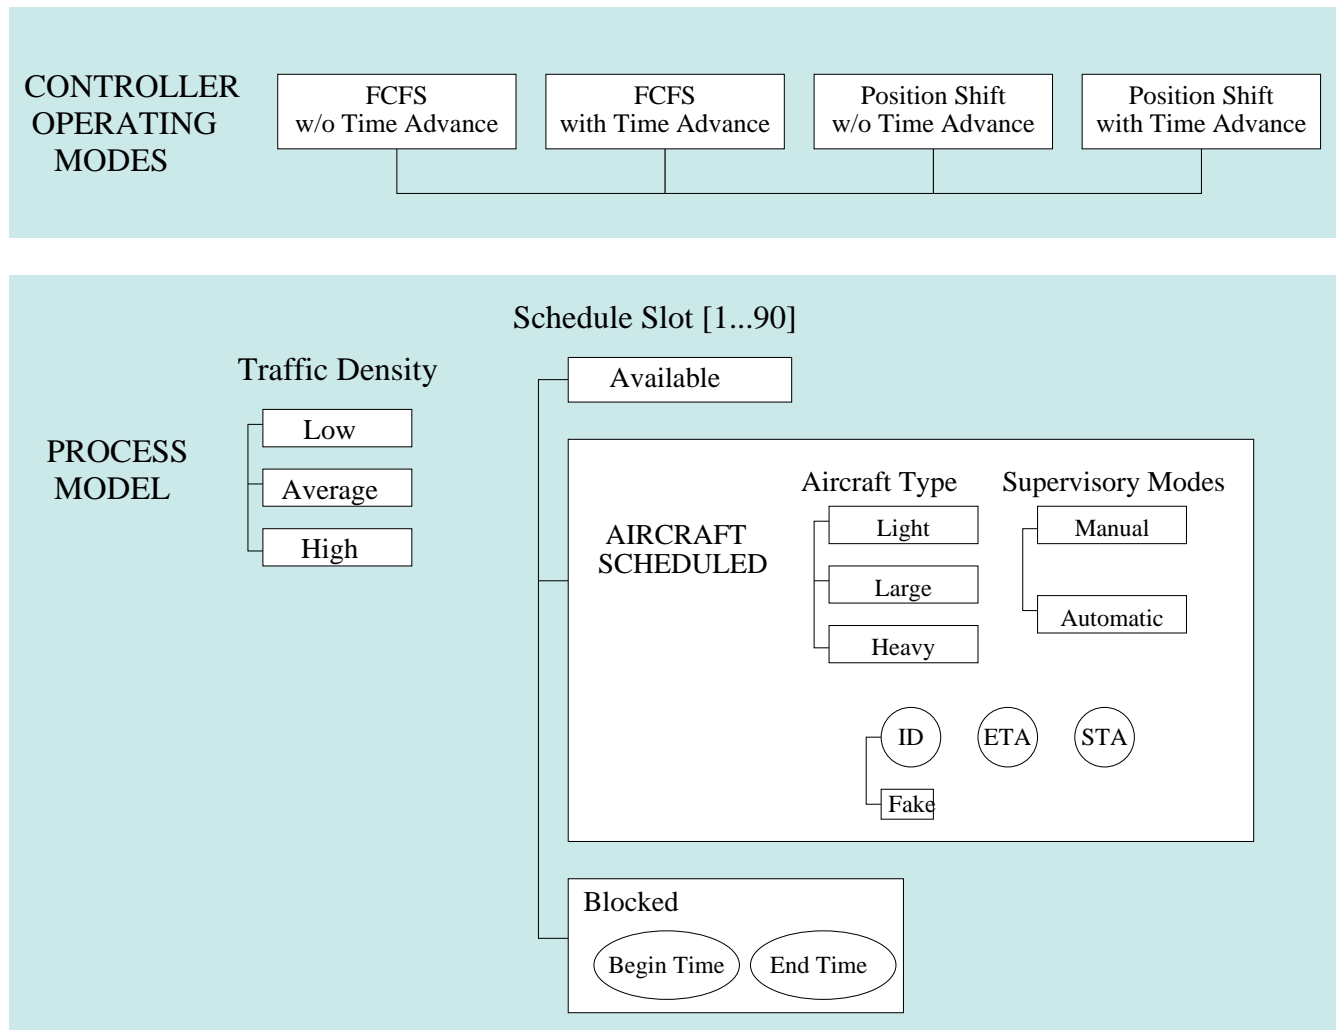 CONTROLLER
OPERATING
MODES
FCFS
w/o Time Advance
FCFS
with Time Advance
Position Shift
w/o Time Advance
Position Shift
with Time Advance
PROCESS
MODEL
Traffic Density
Low
Average
High
Schedule Slot [1...90]
Available
AIRCRAFT
SCHEDULED
Aircraft Type
Light
Large
Heavy
Supervisory Modes
Manual
Automatic
ID
ETA
STA
Fake
Blocked
Begin Time
End Time